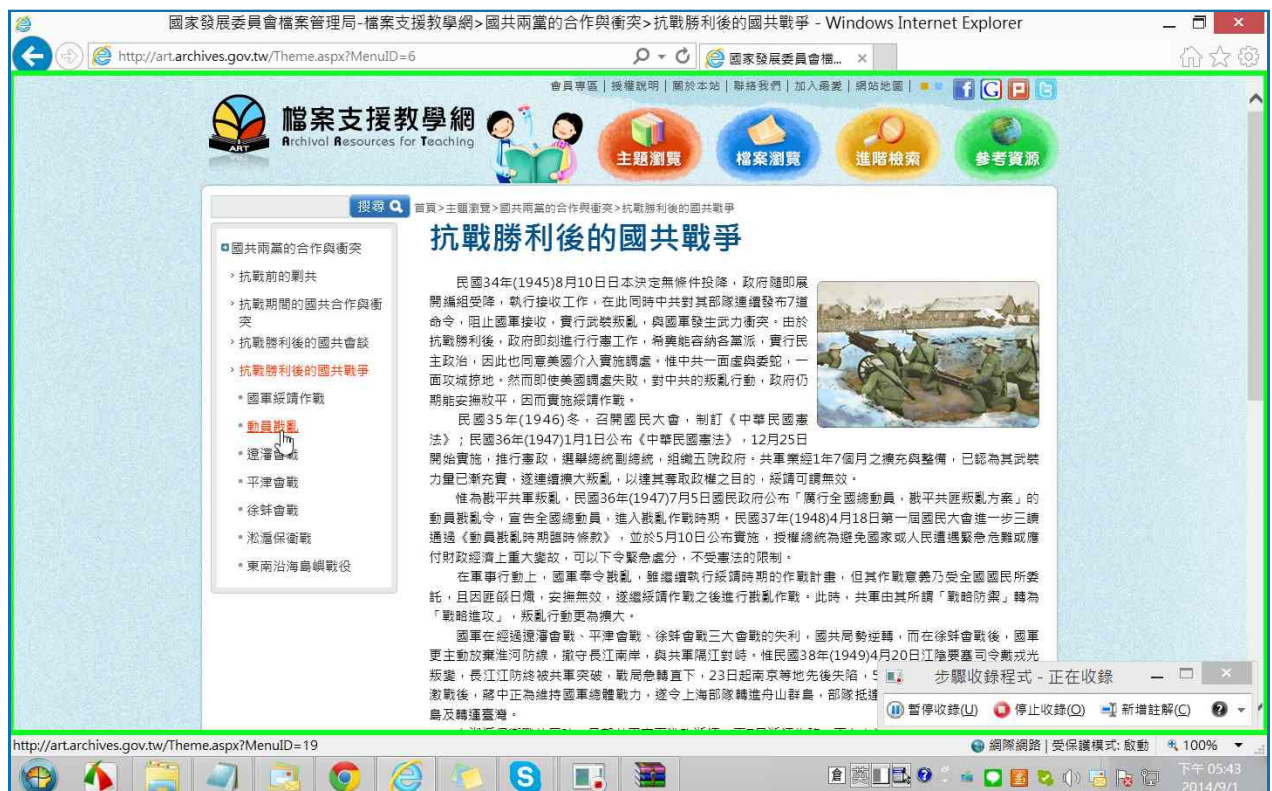 國家發展委員會檔案管理局-檔案支援教學網>國共兩黨的合作與衝突>抗戰勝利後的國共戰爭 - Windows Internet Explorer
http://art.archives.gov.tw/Theme.aspx?MenuID=6
國家發展委員會檔...
會員專區 | 授權說明 | 關於本站 | 聯絡我們 | 加入最愛 | 網站地圖 |
檔案支援教學網
Archival Resources for Teaching
ART
主題瀏覽
檔案瀏覽
進階檢索
參考資源
搜尋
首頁>主題瀏覽>國共兩黨的合作與衝突>抗戰勝利後的國共戰爭
國共兩黨的合作與衝突
抗戰前的剿共
抗戰期間的國共合作與衝
突
抗戰勝利後的國共會談
抗戰勝利後的國共戰爭
國軍綏靖作戰
動員戡亂
遼瀋會戰
平津會戰
徐蚌會戰
淞滬保衛戰
東南沿海島嶼戰役
抗戰勝利後的國共戰爭
民國34年(1945)8月10日日本決定無條件投降，政府隨即展
開編組受降，執行接收工作，在此同時中共對其部隊連續發布7道
命令，阻止國軍接收，實行武裝叛亂，與國軍發生武力衝突。由於
抗戰勝利後，政府即刻進行行憲工作，希冀能容納各黨派，實行民
主政治，因此也同意美國介入實施調處。惟中共一面虛與委蛇，一
面攻城掠地。然而即使美國調處失敗，對中共的叛亂行動，政府仍
期能安撫敉平，因而實施綏靖作戰。
民國35年(1946)冬，召開國民大會，制訂《中華民國憲
法》；民國36年(1947)1月1日公布《中華民國憲法》，12月25日
開始實施，推行憲政，選舉總統副總統，組織五院政府。共軍業經1年7個月之擴充與整備，已認為其武裝
力量已漸充實，遂連續擴大叛亂，以達其奪取政權之目的，綏靖可謂無效。
惟為戡平共軍叛亂，民國36年(1947)7月5日國民政府公布「厲行全國總動員，戡平共匪叛亂方案」的
動員戡亂令，宣告全國總動員，進入戡亂作戰時期。民國37年(1948)4月18日第一屆國民大會進一步三讀
通過《動員戡亂時期臨時條款》，並於5月10日公布實施，授權總統為避免國家或人民遭遇緊急危難或應
付財政經濟上重大變故，可以下令緊急處分，不受憲法的限制。
在軍事行動上，國軍奉令戡亂，雖繼續執行綏靖時期的作戰計畫，但其作戰意義乃受全國國民所委
託，且因匪燄日熾，安撫無效，遂繼綏靖作戰之後進行戡亂作戰。此時，共軍由其所謂「戰略防禦」轉為
「戰略進攻」，叛亂行動更為擴大。
國軍在經過遼瀋會戰、平津會戰、徐蚌會戰三大會戰的失利，國共局勢逆轉，而在徐蚌會戰後，國軍
更主動放棄淮河防線，撤守長江南岸，與共軍隔江對峙。惟民國38年(1949)4月20日江陰要塞司令戴戎光
叛變，長江江防終被共軍突破，戰局急轉直下，23日起南京等地先後失陷，5
激戰後，蔣中正為維持國軍總體戰力，遂令上海部隊轉進舟山群島，部隊抵達
島及轉運臺灣。
步驟收錄程式 - 正在收錄
暫停收錄(U) 停止收錄(O) 新增註解(C)
http://art.archives.gov.tw/Theme.aspx?MenuID=19
網際網路 | 受保護模式: 啟動
100%
下午 05:43
2014/9/1